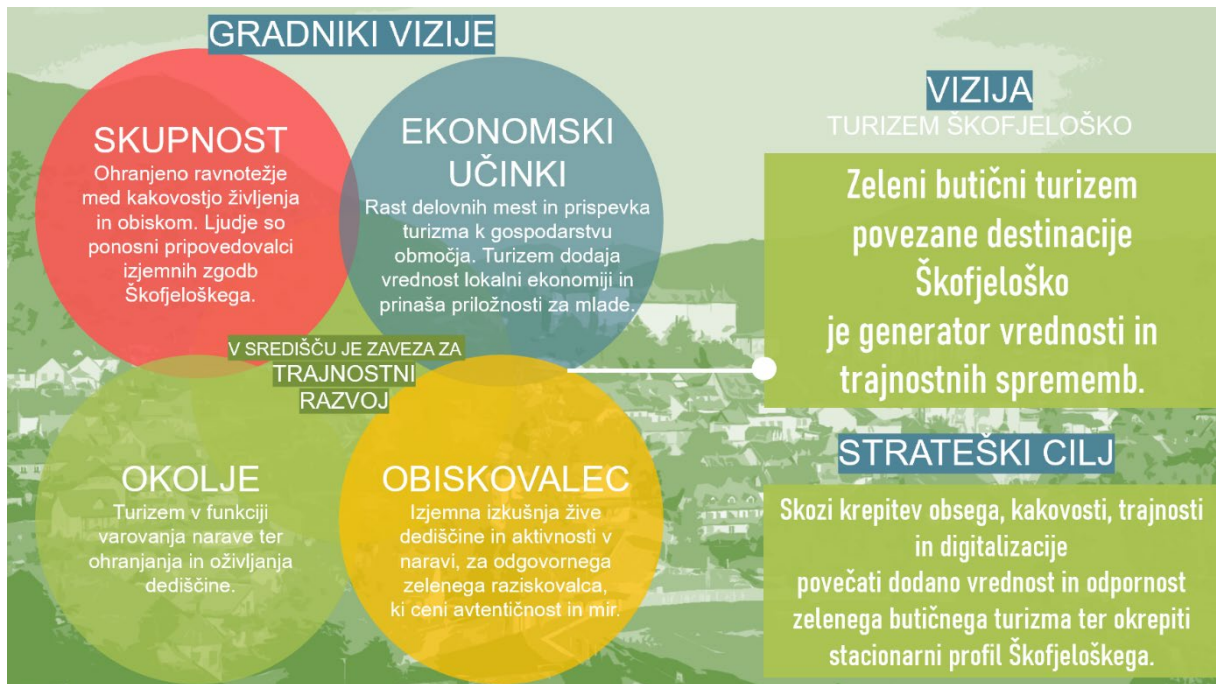 GRADNIKI VIZIJE
SKUPNOST
Ohranjeno ravnotežje
med kakovostjo življenja
in obiskom. Ljudje so
ponosni pripovedovalci
izjemnih zgodb
Škofjeloškega.
EKONOMSKI
UČINKI
Rast delovnih mest in prispevka
turizma k gospodarstvu
območja. Turizem dodaja
vrednost lokalni ekonomiji in
prinaša priložnosti za mlade.
V SREDIŠČU JE ZAVEZA ZA
TRAJNOSTNI
RAZVOJ
OKOLJE
Turizem v funkciji
varovanja narave ter
ohranjanja in oživljanja
dediščine.
OBISKOVALEC
Izjemna izkušnja žive
dediščine in aktivnosti v
naravi, za odgovornega
zelenega raziskovalca,
ki ceni avtentičnost in mir.
VIZIJA
TURIZEM ŠKOFJELOŠKO
Zeleni butični turizem
povezane destinacije
Škofjeloško
je generator vrednosti in
trajnostnih sprememb.
STRATEŠKI CILJ
Skozi krepitev obsega, kakovosti, trajnosti
in digitalizacije
povečati dodano vrednost in odpornost
zelenega butičnega turizma ter okrepiti
stacionarni profil Škofjeloškega.